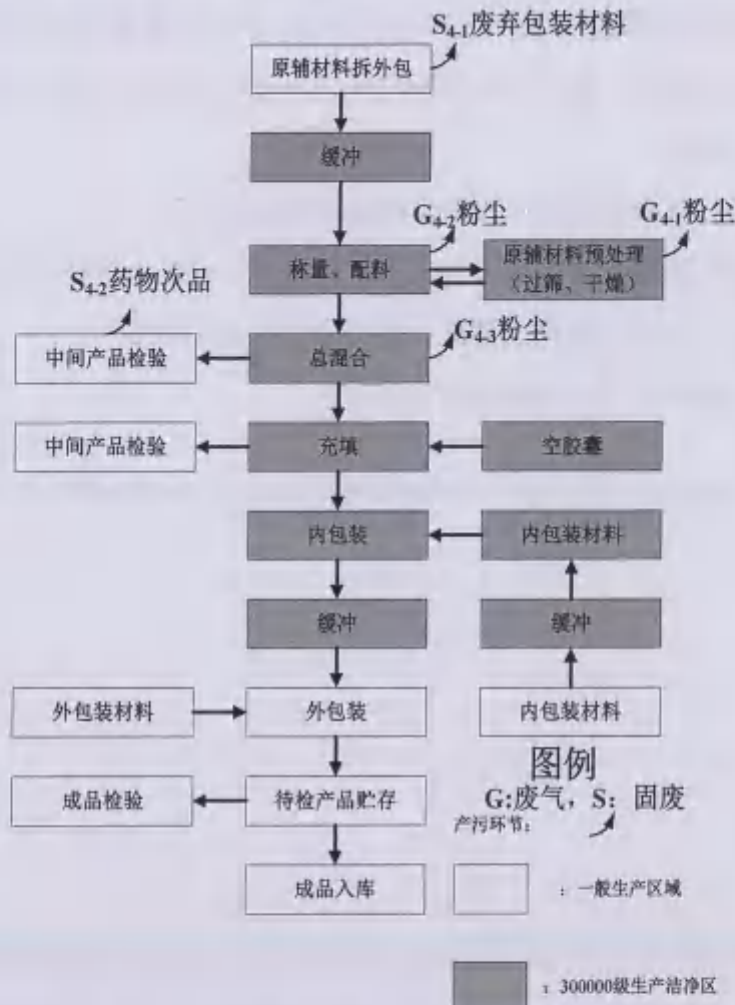 S4-1废弃包装材料
原辅材料拆外包
缓冲
G4-2粉尘
G4-1粉尘
称量、配料
原辅材料预处理
（过筛、干燥）
S4-2药物次品
G4-3粉尘
中间产品检验
总混合
中间产品检验
充填
空胶囊
内包装
内包装材料
缓冲
缓冲
外包装材料
外包装
内包装材料
图例
G:废气，S：固废
产污环节：
成品检验
待检产品贮存
成品入库
：一般生产区域
：300000级生产洁净区